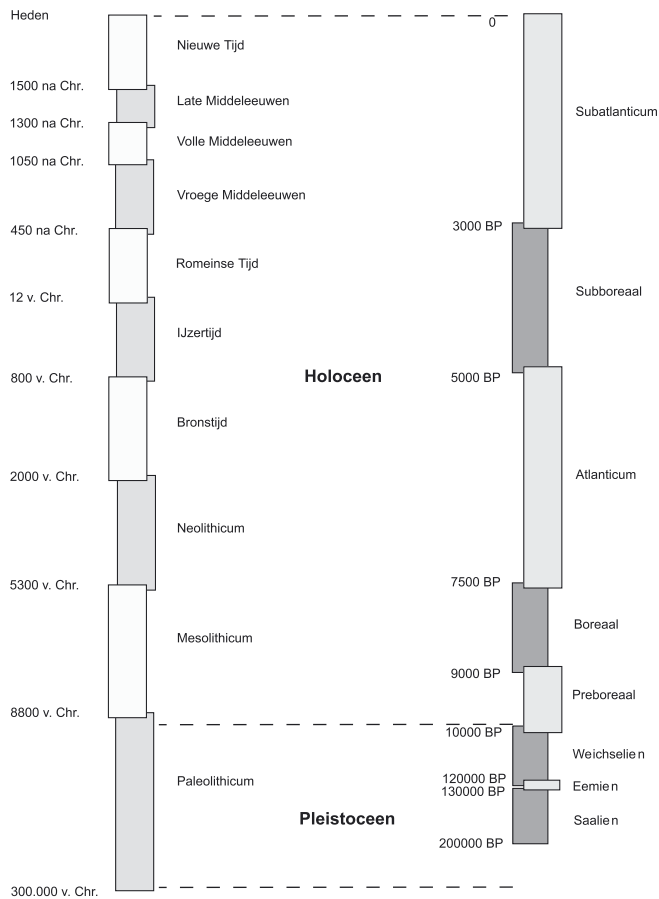 Heden
0
Nieuwe Tijd
1500 na Chr.
Late Middeleeuwen
1300 na Chr.
Volle Middeleeuwen
1050 na Chr.
Vroege Middeleeuwen
450 na Chr.
Romeinse Tijd
12 v. Chr.
IJzertijd
800 v. Chr.
Bronstijd
2000 v. Chr.
Neolithicum
5300 v. Chr.
Mesolithicum
8800 v. Chr.
Paleolithicum
300.000 v. Chr.
Holoceen
Pleistoceen
Subatlanticum
3000 BP
Subboreaal
5000 BP
Atlanticum
7500 BP
Boreaal
9000 BP
Preboreaal
10000 BP
Weichselien
120000 BP
Eemien
130000 BP
Saalien
200000 BP